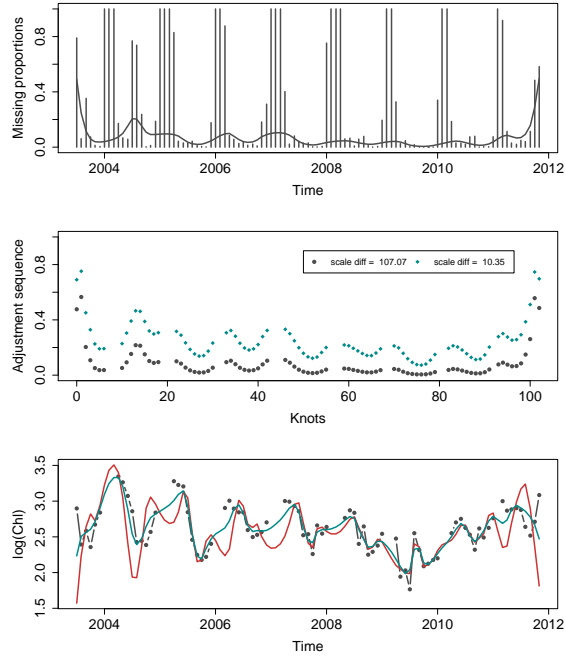 Missing proportions
0.8
0.4
0.0
2004 2006 2008 2010 2012
Time
Adjustment sequence
0.8
0.4
0.0
scale diff = 107.07 scale diff = 10.35
0 20 40 60 80 100
Knots
log(Chl)
3.5
3.0
2.5
2.0
1.5
2004 2006 2008 2010 2012
Time